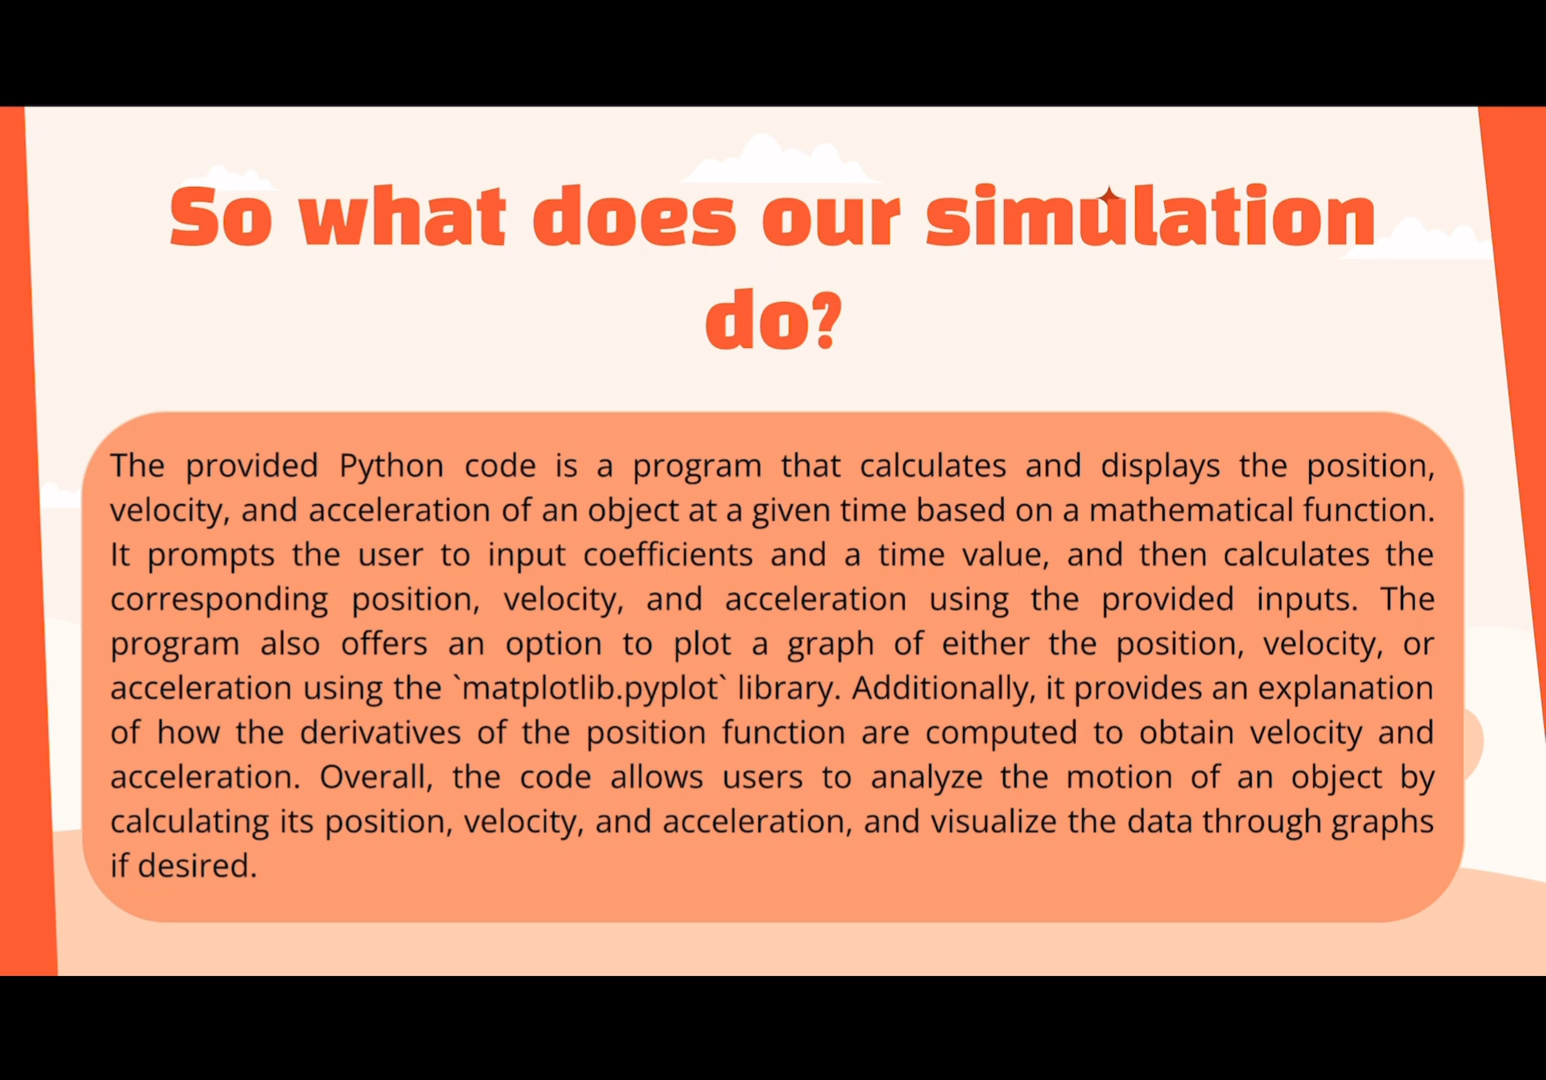 So what does our simulation
do?
The provided Python code is a program that calculates and displays the position,
velocity, and acceleration of an object at a given time based on a mathematical function.
It prompts the user to input coefficients and a time value, and then calculates the
corresponding position, velocity, and acceleration using the provided inputs. The
program also offers an option to plot a graph of either the position, velocity, or
acceleration using the `matplotlib.pyplot` library. Additionally, it provides an explanation
of how the derivatives of the position function are computed to obtain velocity and
acceleration. Overall, the code allows users to analyze the motion of an object by
calculating its position, velocity, and acceleration, and visualize the data through graphs
if desired.